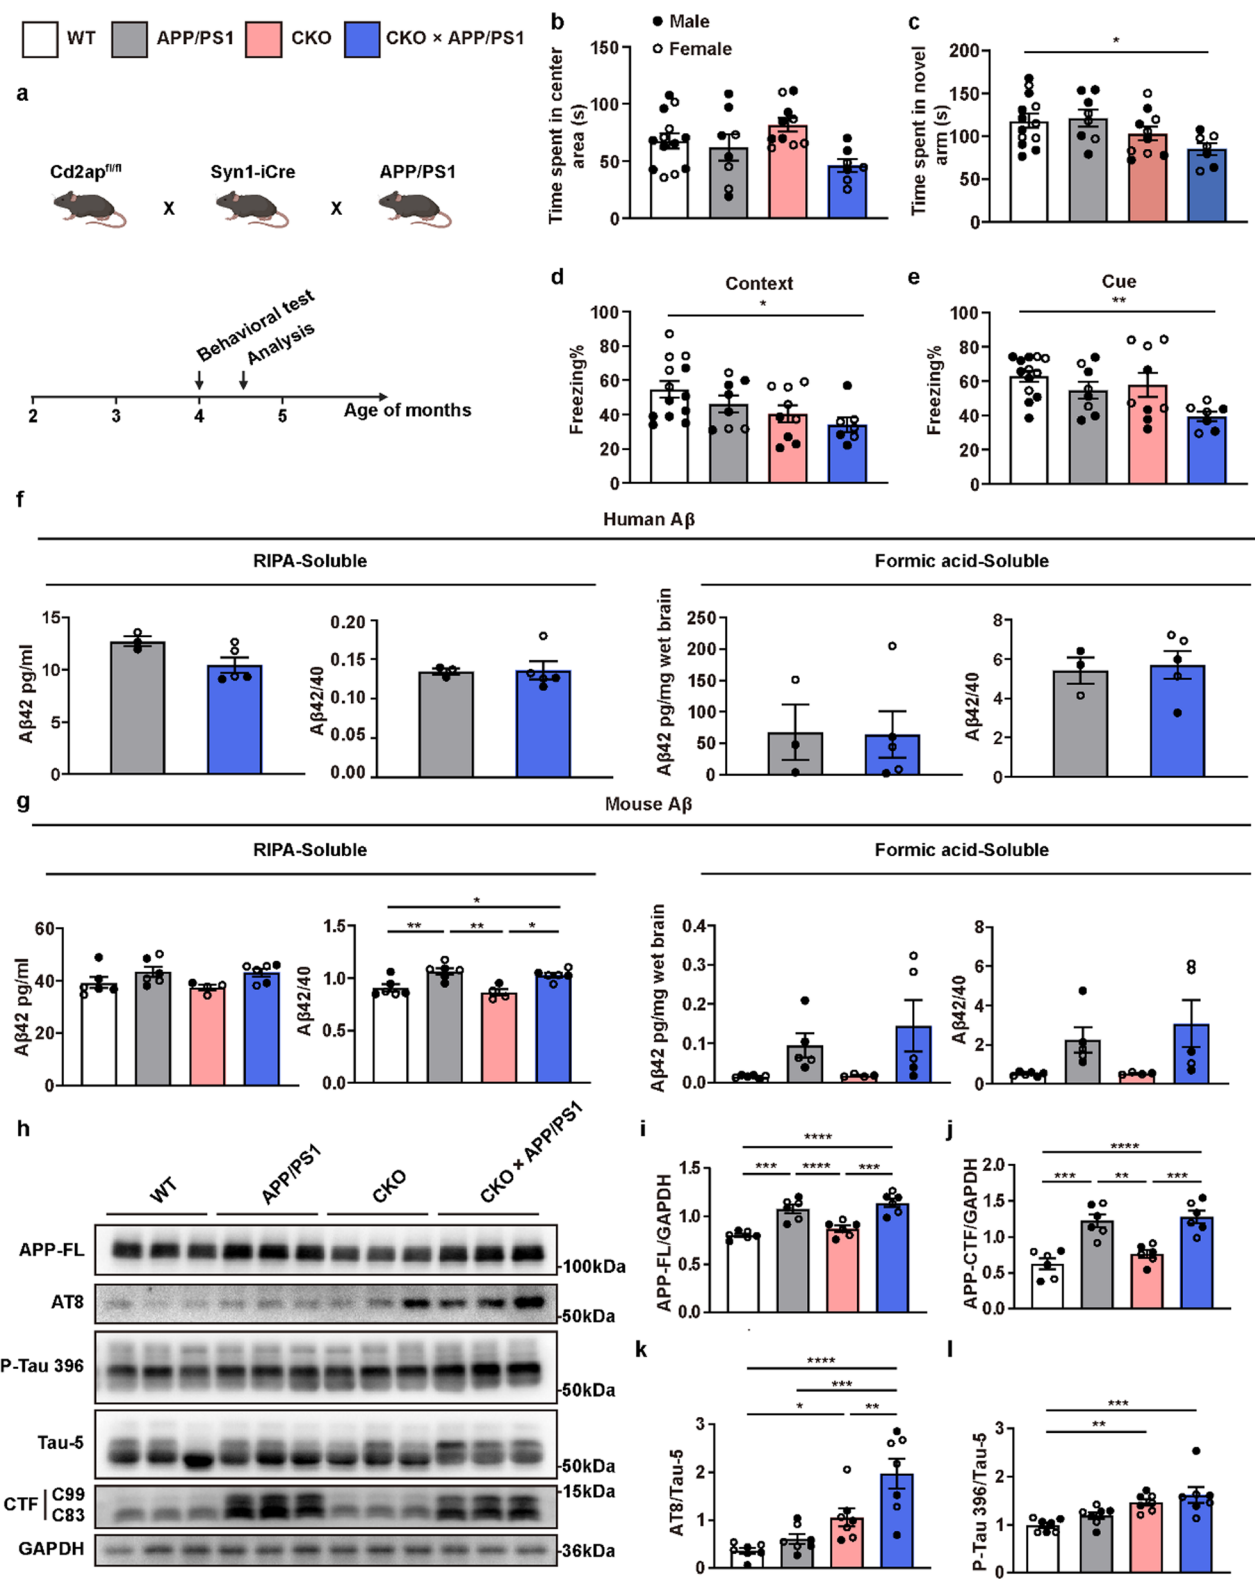 WT APP/PS1 CKO CKO × APP/PS1
a
Cd2ap^fl/fl Syn1-iCre APP/PS1
X X
Behavioral test
Analysis
2 3 4 5 Age of months
b
Male
Female
Time spent in center
area (s)
150
100
50
0
c
Time spent in novel
arm (s)
200
150
100
50
0
*
d
Context
*
Freezing%
100
80
60
40
20
0
e
Cue
**
Freezing%
100
80
60
40
20
0
f
Human Aβ
RIPA-Soluble
Formic acid-Soluble
Aβ42 pg/ml
15
10
5
0
Aβ42/40
0.20
0.15
0.10
0.05
0.00
Aβ42 pg/mg wet brain
250
200
150
100
50
0
Aβ42/40
8
6
4
2
0
g
Mouse Aβ
RIPA-Soluble
Formic acid-Soluble
Aβ42 pg/ml
60
40
20
0
Aβ42/40
1.5
1.0
0.5
0.0
*
** ** *
Aβ42 pg/mg wet brain
0.4
0.3
0.2
0.1
0.0
Aβ42/40
8
6
4
2
0
h
WT APP/PS1 CKO CKO × APP/PS1
APP-FL
100kDa
AT8
50kDa
P-Tau 396
50kDa
Tau-5
50kDa
CTF C99
C83
15kDa
GAPDH
36kDa
i
****
*** **** ***
APP-FL/GAPDH
1.5
1.0
0.5
0.0
j
****
*** ** ***
APP-CTF/GAPDH
2.0
1.5
1.0
0.5
0.0
k
****
***
* **
AT8/Tau-5
3
2
1
0
l
***
**
P-Tau 396/Tau-5
3
2
1
0